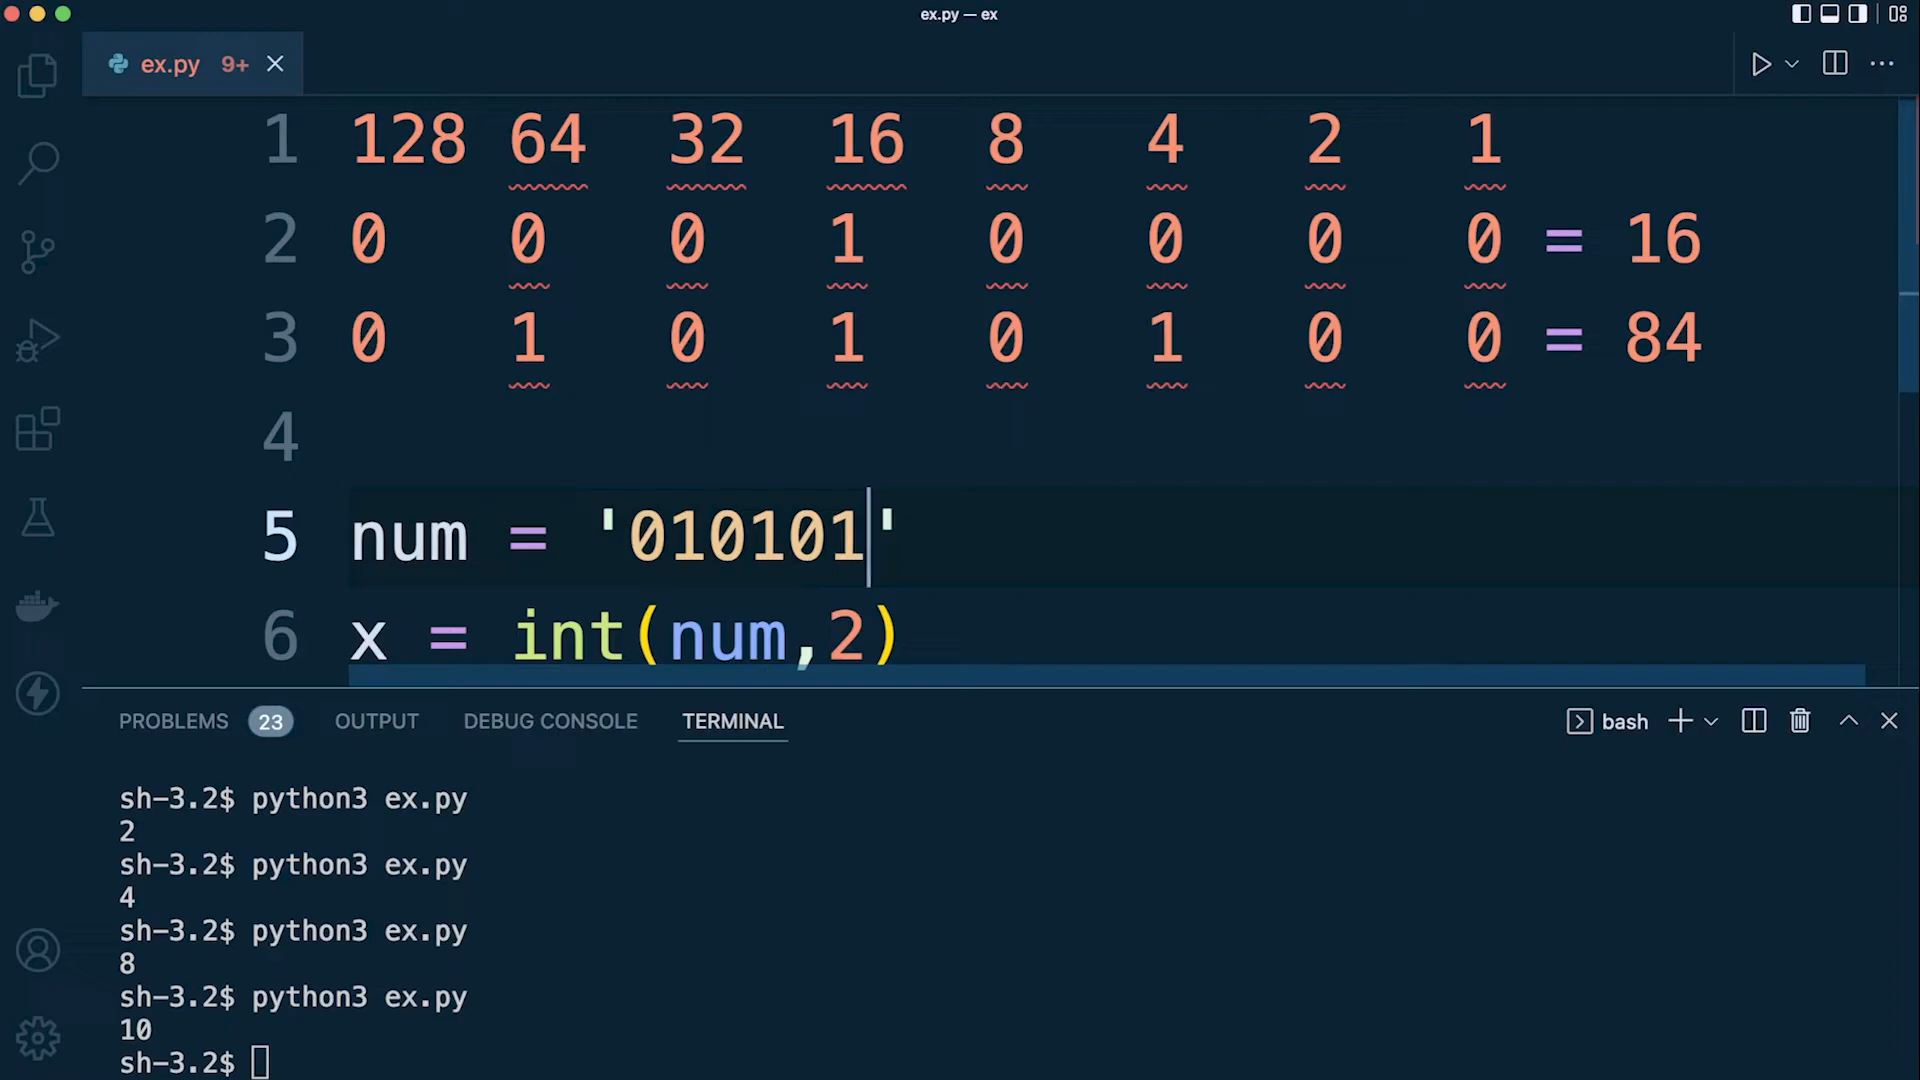 ex.py — ex
ex.py 9+
1 128 64 32 16 8 4 2 1
2 0 0 0 1 0 0 0 0 = 16
3 0 1 0 1 0 1 0 0 = 84
4
5 num = '010101'
6 x = int(num,2)
PROBLEMS 23 OUTPUT DEBUG CONSOLE TERMINAL bash
sh-3.2$ python3 ex.py
2
sh-3.2$ python3 ex.py
4
sh-3.2$ python3 ex.py
8
sh-3.2$ python3 ex.py
10
sh-3.2$